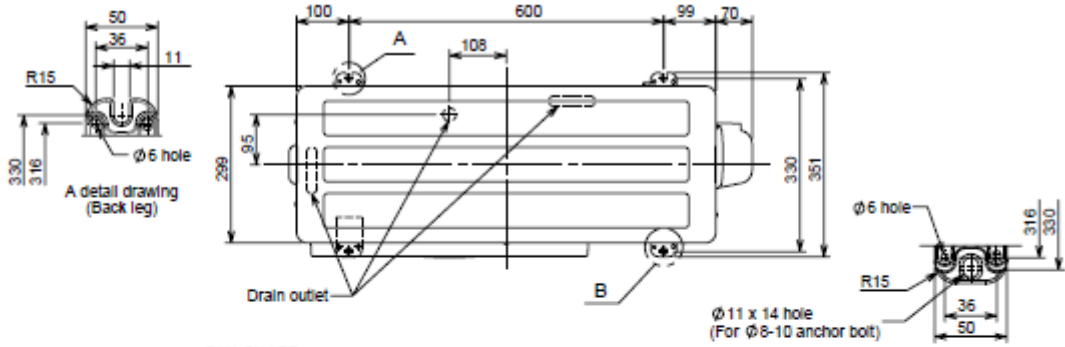 100
600
99
70
50
36
11
A
108
R15
330
316
Ø6 hole
A detail drawing
(Back leg)
299
95
330
351
Ø6 hole
316
330
Drain outlet
B
R15
Ø11 x 14 hole
(For Ø8-10 anchor bolt)
36
50